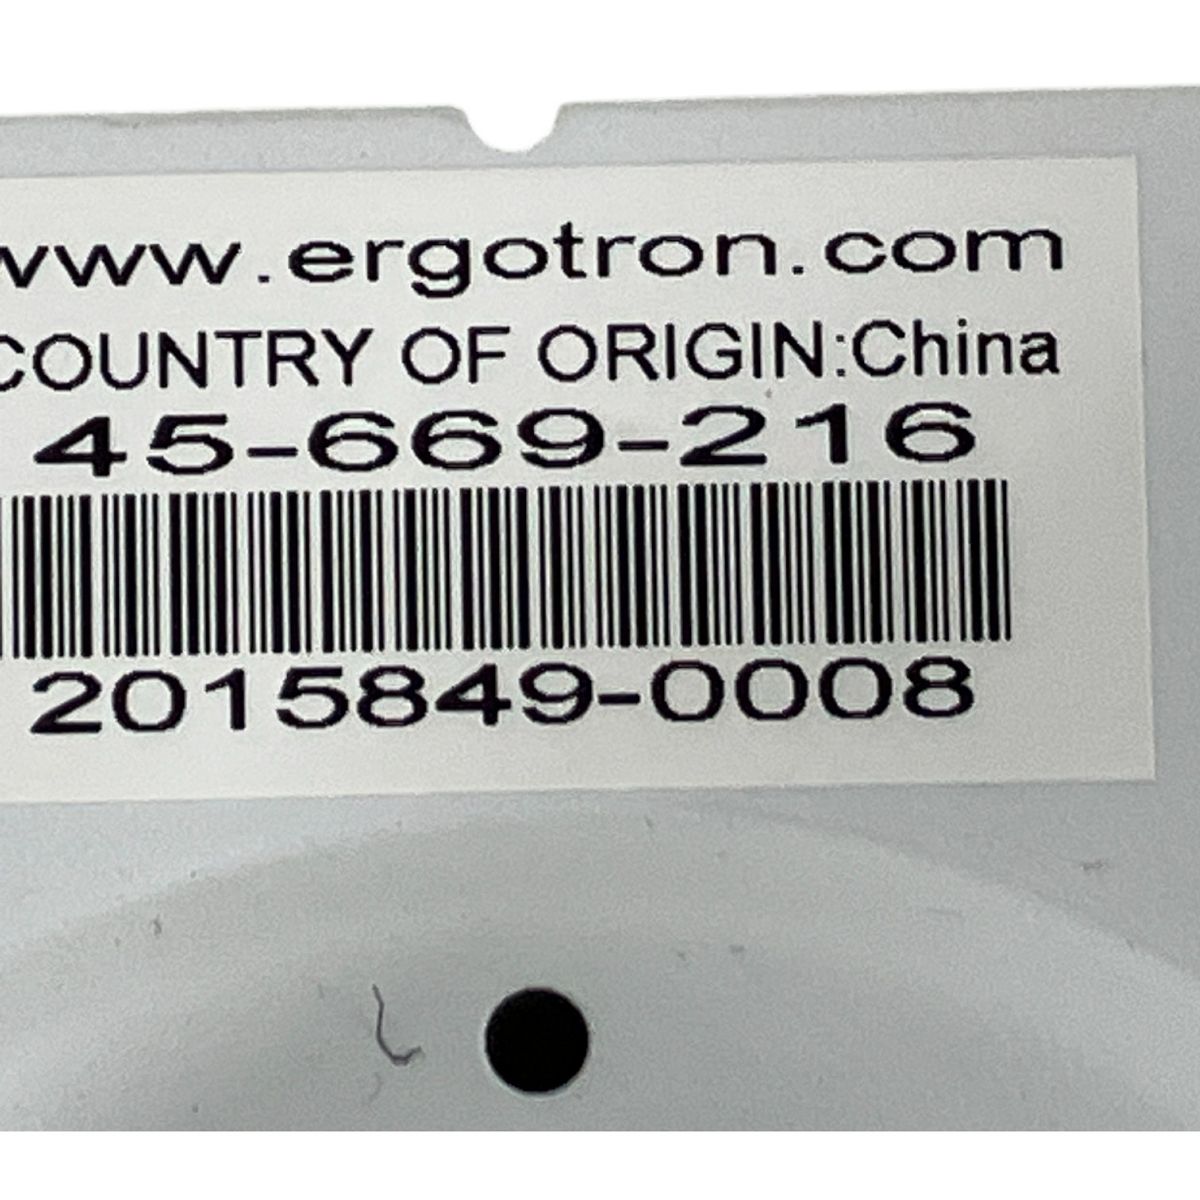 www.ergotron.com
COUNTRY OF ORIGIN:China
45-669-216
2015849-0008